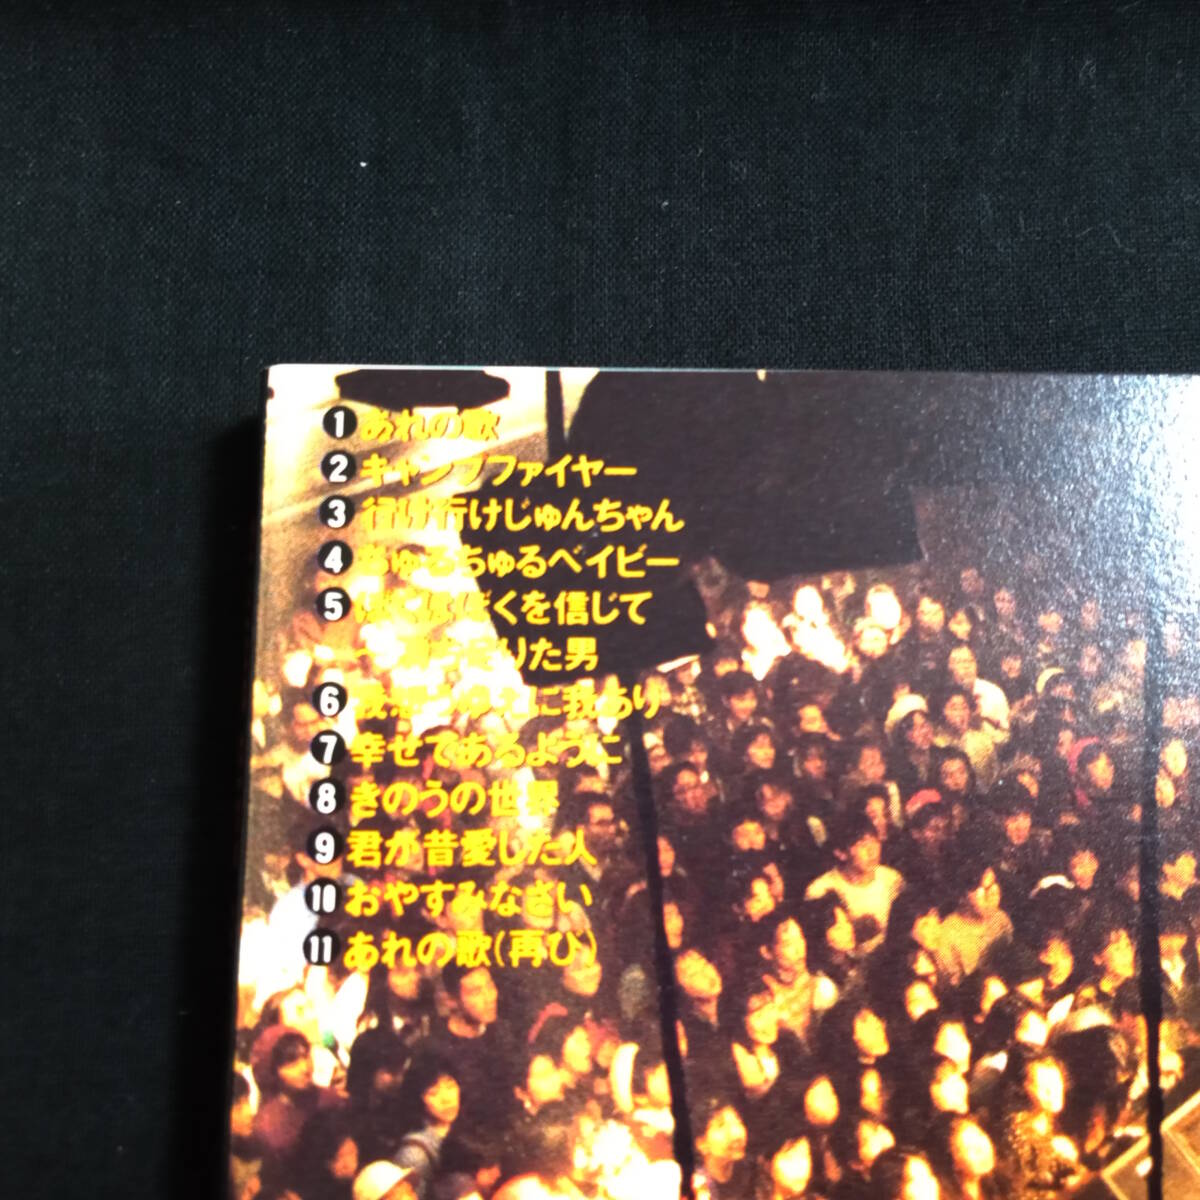 1 あれの歌
2 キャンプファイヤー
3 行け行けじゅんちゃん
4 ちゅるちゅるベイビー
5 ぼくはぼくを信じて
りた男
6 我思うゆえに我あり
7 幸せであるように
8 きのうの世界
9 君が昔愛した人
10 おやすみなさい
11 あれの歌(再び)